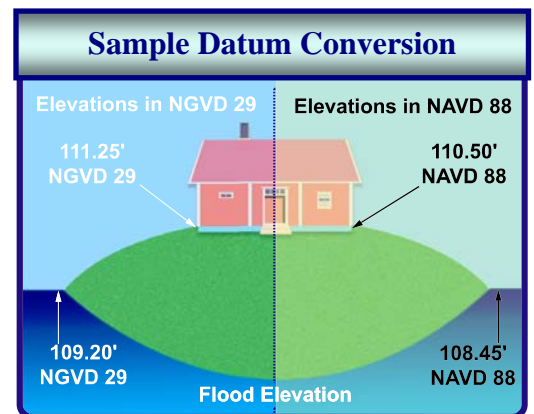 Sample Datum Conversion
Elevations in NGVD 29
Elevations in NAVD 88
111.25'
NGVD 29
110.50'
NAVD 88
109.20'
NGVD 29
108.45'
NAVD 88
Flood Elevation